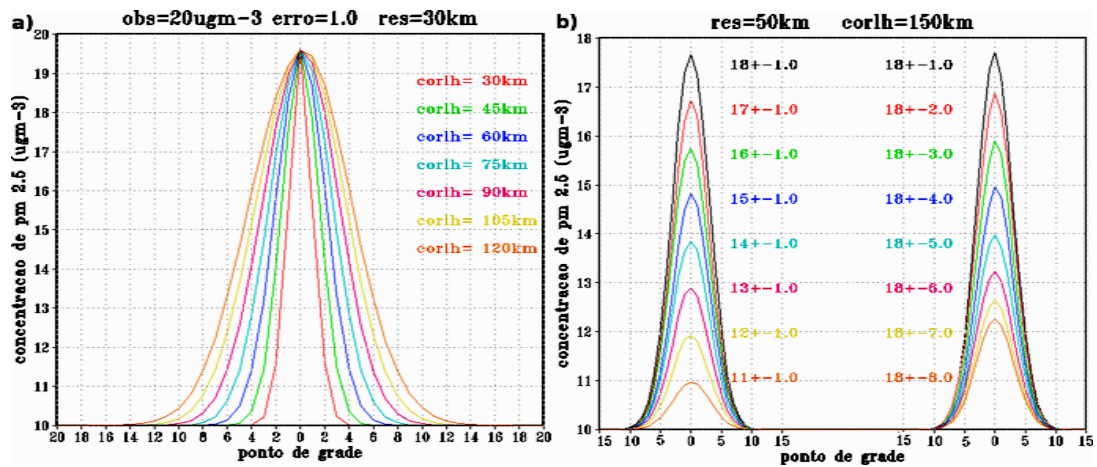 a) obs=20ugm-3 erro=1.0 res=30km
concentracao de pm 2.5 (ugm-3)
20
19
18
17
16
15
14
13
12
11
10
corlh= 30km
corlh= 45km
corlh= 60km
corlh= 75km
corlh= 90km
corlh= 105km
corlh= 120km
20 18 16 14 12 10 8 6 4 2 0 2 4 6 8 10 12 14 16 18 20
ponto de grade
b) res=50km corlh=150km
concentracao de pm 2.5 (ugm-3)
18
17
16
15
14
13
12
11
10
18+-1.0 18+-1.0
17+-1.0 18+-2.0
16+-1.0 18+-3.0
15+-1.0 18+-4.0
14+-1.0 18+-5.0
13+-1.0 18+-6.0
12+-1.0 18+-7.0
11+-1.0 18+-8.0
15 10 5 0 5 10 15 15 10 5 0 5 10 15
ponto de grade